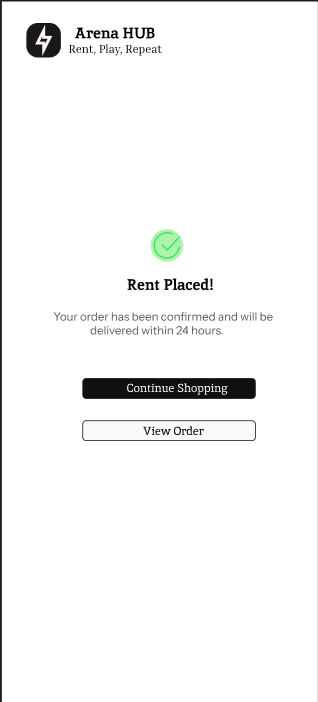 Arena HUB
Rent, Play, Repeat
Rent Placed!
Your order has been confirmed and will be
delivered within 24 hours.
Continue Shopping
View Order